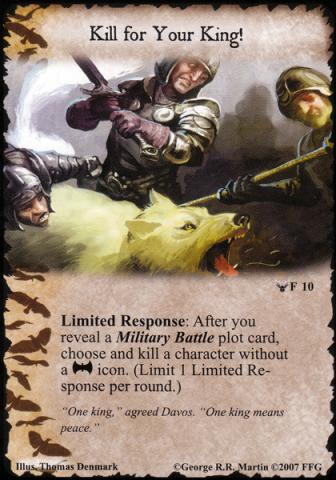 Kill for Your King!
F 10
Limited Response: After you
reveal a Military Battle plot card,
choose and kill a character without
a icon. (Limit 1 Limited Re-
sponse per round.)
"One king," agreed Davos. "One king means
peace."
Illus. Thomas Denmark ©George R.R. Martin ©2007 FFG